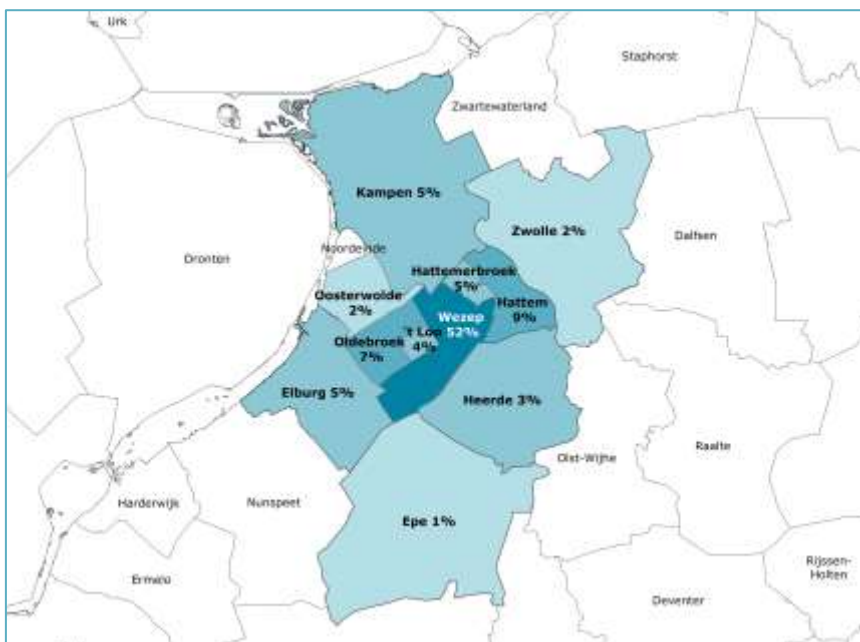 Urk
Staphorst
Zwartewaterland
Kampen 5%
Zwolle 2%
Dalfsen
Dronten
Noordeinde
Hattemerbroek
5%
Oosterwolde
2%
Hattem
9%
Wezep
52%
't Loo
4%
Oldebroek
7%
Elburg 5%
Heerde 3%
Raalte
Olst-Wijhe
Harderwijk
Nunspeet
Epe 1%
Rijssen-
Holten
Ermelo
Deventer